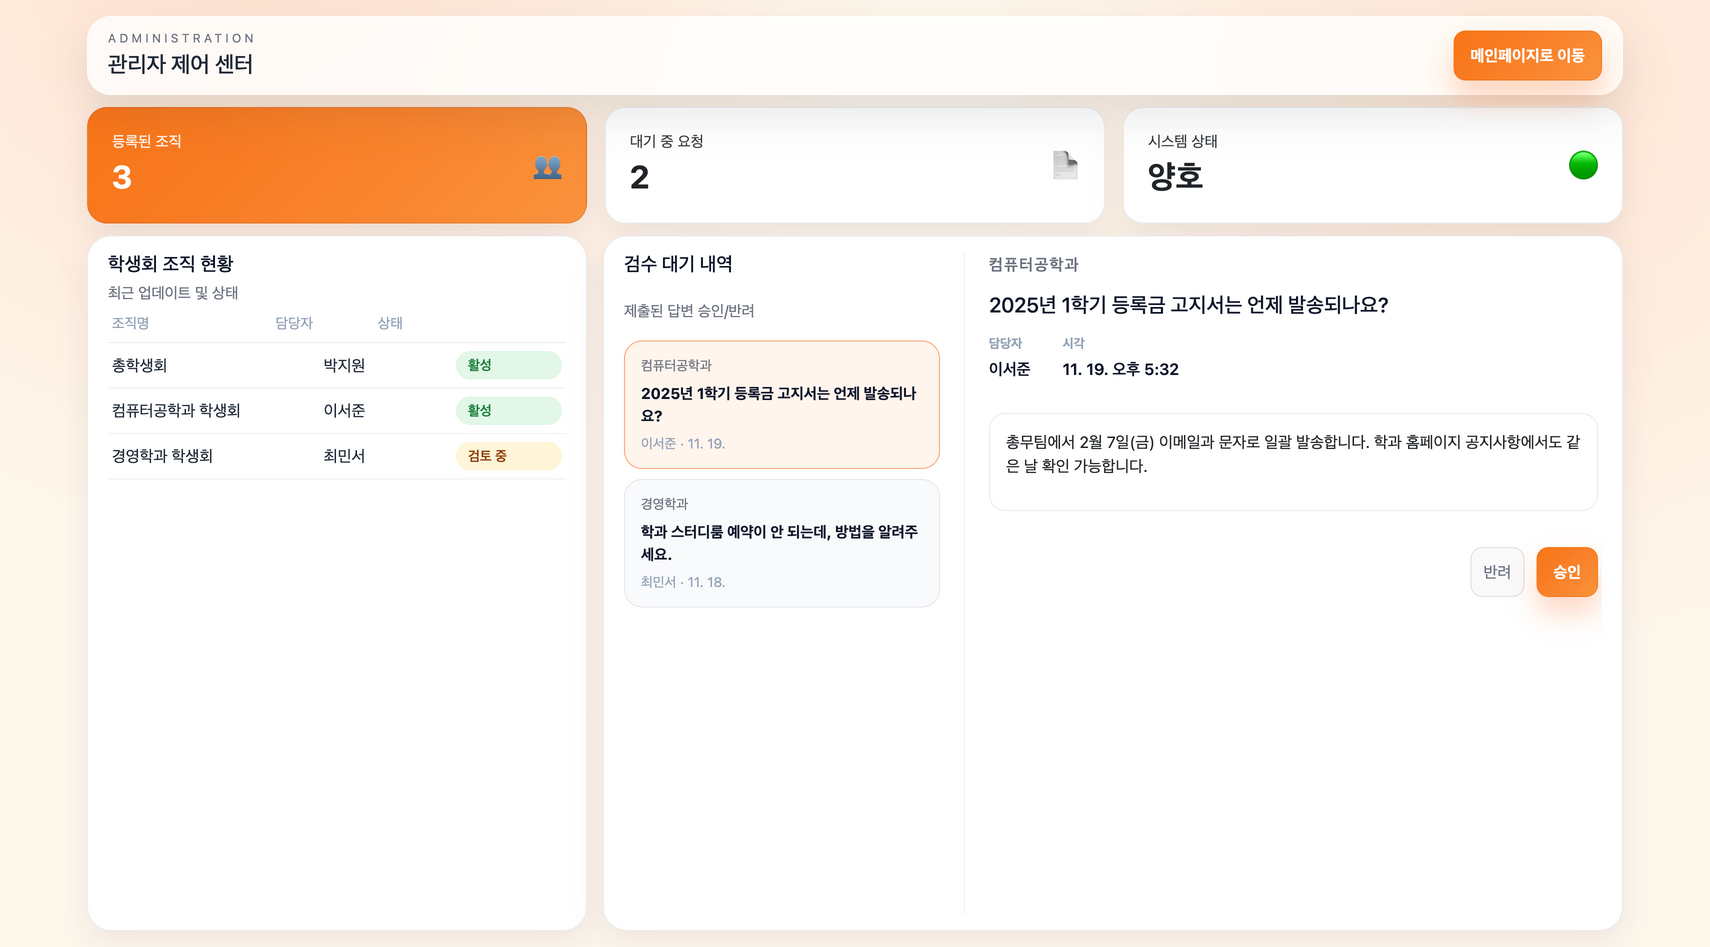 ADMINISTRATION
관리자 제어 센터
메인페이지로 이동
등록된 조직
3
대기 중 요청
2
시스템 상태
양호
학생회 조직 현황
최근 업데이트 및 상태
조직명 담당자 상태
총학생회 박지원 활성
컴퓨터공학과 학생회 이서준 활성
경영학과 학생회 최민서 검토 중
검수 대기 내역
제출된 답변 승인/반려
컴퓨터공학과
2025년 1학기 등록금 고지서는 언제 발송되나
요?
이서준 · 11. 19.
경영학과
학과 스터디룸 예약이 안 되는데, 방법을 알려주
세요.
최민서 · 11. 18.
컴퓨터공학과
2025년 1학기 등록금 고지서는 언제 발송되나요?
담당자 시각
이서준 11. 19. 오후 5:32
총무팀에서 2월 7일(금) 이메일과 문자로 일괄 발송합니다. 학과 홈페이지 공지사항에서도 같
은 날 확인 가능합니다.
반려 승인